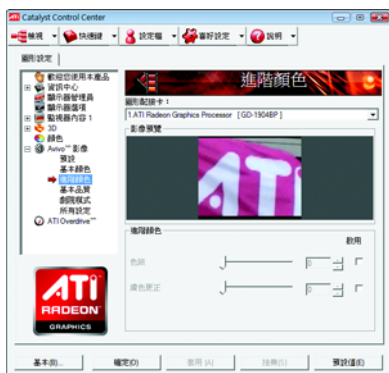 Catalyst Control Center
檢視
快速鍵
設定檔
喜好設定
說明
圖形設定
歡迎您使用本產品
資訊中心
顯示器管理員
顯示器選項
監視器內容 1
3D
顏色
Avivo™ 影像
預設
基本顏色
進階顏色
基本品質
劇院模式
所有設定
ATI Overdrive™
ATI
RADEON
GRAPHICS
進階顏色
圖形配接卡：
1.ATI Radeon Graphics Processor [GD-1904BP]
影像預覽
ATI
進階顏色
啟用
色細
0
膚色更正
0
基本(B)...
確定(O)
套用 (A)
預設值(E)